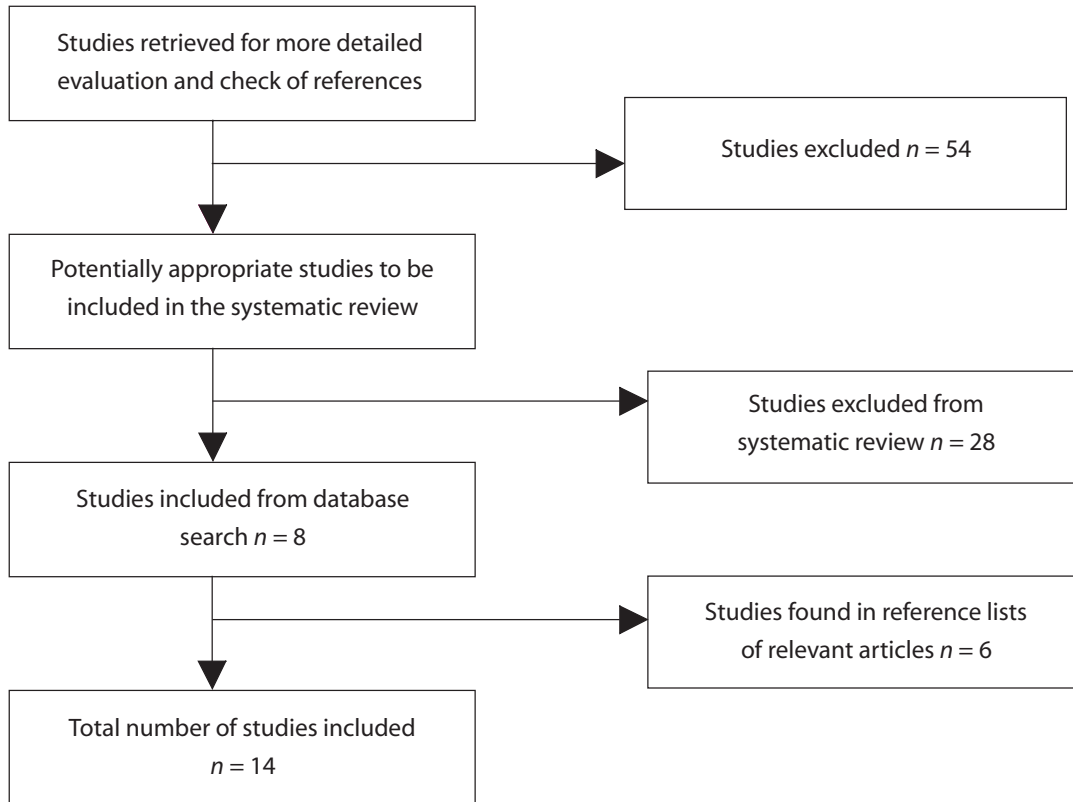 Studies retrieved for more detailed
evaluation and check of references
Studies excluded n = 54
Potentially appropriate studies to be
included in the systematic review
Studies excluded from
systematic review n = 28
Studies included from database
search n = 8
Studies found in reference lists
of relevant articles n = 6
Total number of studies included
n = 14